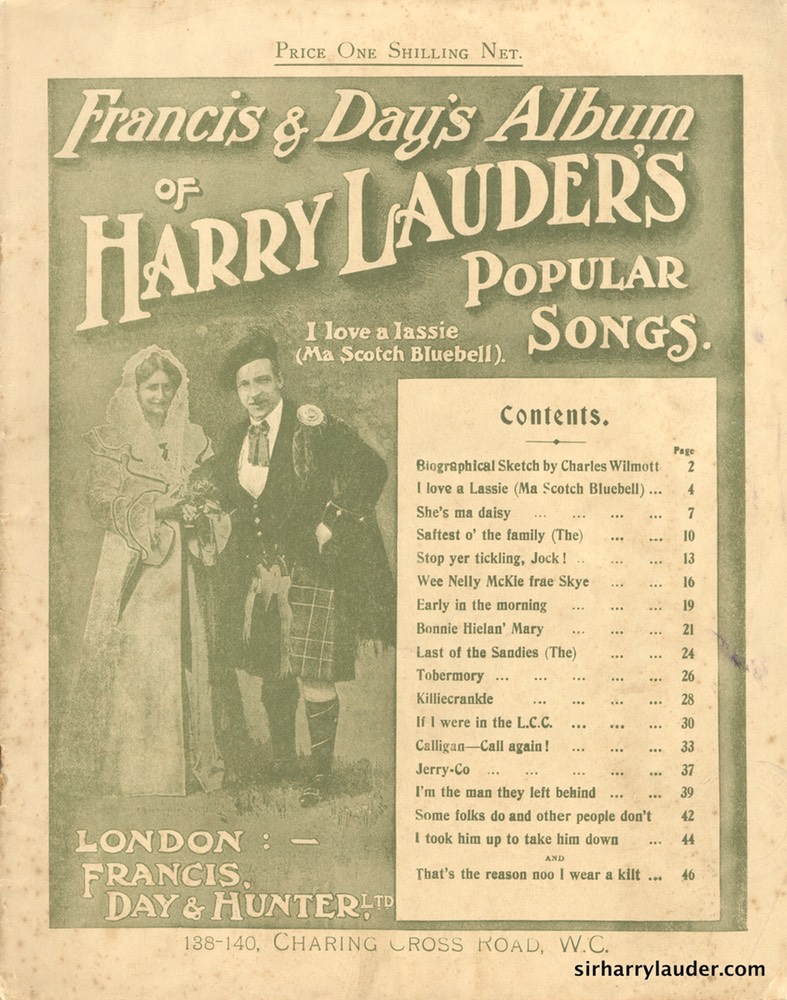 PRICE ONE SHILLING NET.
Francis & Day's Album
OF
HARRY LAUDER'S
POPULAR
SONGS.
I love a lassie
(Ma Scotch Bluebell).
Contents.
Page
Biographical Sketch by Charles Wilmott 2
I love a Lassie (Ma Scotch Bluebell) ... 4
She's ma daisy ... ... ... ... 7
Saftest o' the family (The) ... ... 10
Stop yer tickling, Jock! .. ... ... 13
Wee Nelly McKie frae Skye ... ... 16
Early in the morning ... ... ... 19
Bonnie Hielan' Mary ... ... ... 21
Last of the Sandies (The) ... ... 24
Tobermory ... ... ... ... ... 26
Killiecrankie ... ... ... ... 28
If I were in the L.C.C. ... ... ... 30
Calligan—Call again! ... ... ... 33
Jerry-Co ... ... ... ... ... 37
I'm the man they left behind ... ... 39
Some folks do and other people don't 42
I took him up to take him down ... 44
AND
That's the reason noo I wear a kilt ... 46
LONDON : —
FRANCIS,
DAY & HUNTER LTD.
138-140, CHARING CROSS ROAD, W.C.
sirharrylauder.com